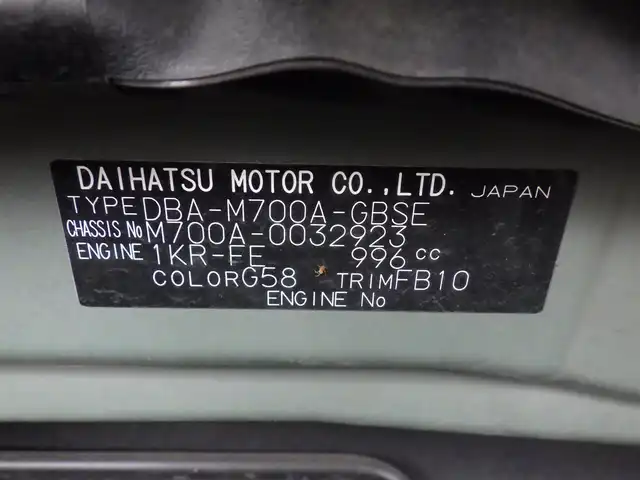 DAIHATSU MOTOR CO.,LTD. JAPAN
TYPE DBA-M700A-GBSE
CHASSIS No M700A-0032923
ENGINE 1KR-FE 996 cc
COLOR G58 TRIM FB10
ENGINE No